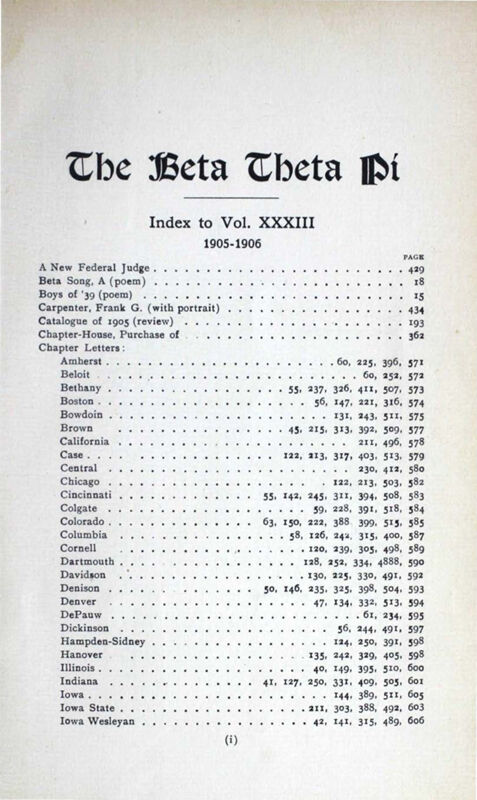 The Beta Theta Pi
Index to Vol. XXXIII
1905-1906
PAGE
A New Federal Judge . . . . . . . . . . . . . . . . . . . . . . . 429
Beta Song, A (poem) . . . . . . . . . . . . . . . . . . . . . . . 18
Boys of '39 (poem) . . . . . . . . . . . . . . . . . . . . . . . 15
Carpenter, Frank G. (with portrait) . . . . . . . . . . . . . . . . . 434
Catalogue of 1905 (review) . . . . . . . . . . . . . . . . . . . . 193
Chapter-House, Purchase of . . . . . . . . . . . . . . . . . . . . 362
Chapter Letters:
Amherst . . . . . . . . . . . . . . . . . . . . 60, 225, 396, 571
Beloit . . . . . . . . . . . . . . . . . . . . . . 60, 252, 572
Bethany . . . . . . . . . . . . . . . . 55, 237, 326, 411, 507, 573
Boston . . . . . . . . . . . . . . . . . . . 56, 147, 221, 316, 574
Bowdoin . . . . . . . . . . . . . . . . . . . . 131, 243, 511, 575
Brown . . . . . . . . . . . . . . . . 45, 215, 313, 392, 509, 577
California . . . . . . . . . . . . . . . . . . . . . . 211, 496, 578
Case . . . . . . . . . . . . . . . . 122, 213, 317, 403, 513, 579
Central . . . . . . . . . . . . . . . . . . . . . . 230, 412, 580
Chicago . . . . . . . . . . . . . . . . . . . . 122, 213, 503, 582
Cincinnati . . . . . . . . . . . . . 55, 142, 245, 311, 394, 508, 583
Colgate . . . . . . . . . . . . . . . . . . 59, 228, 391, 518, 584
Colorado . . . . . . . . . . . . . . 63, 150, 222, 388 399, 515, 585
Columbia . . . . . . . . . . . . . . . . 58, 126, 242, 315, 400, 587
Cornell . . . . . . . . . . . . . . . . . . 120, 239, 305, 498, 589
Dartmouth . . . . . . . . . . . . . . . . . 128, 252, 334, 4888, 590
Davidson . . . . . . . . . . . . . . . . . . 130, 225, 330, 491, 592
Denison . . . . . . . . . . . . . . 50, 146, 235, 325, 398, 504, 593
Denver . . . . . . . . . . . . . . . . . . . 47, 134, 332, 513, 594
DePauw . . . . . . . . . . . . . . . . . . . . . . . 61, 234, 595
Dickinson . . . . . . . . . . . . . . . . . . . . 56, 244, 491, 597
Hampden-Sidney . . . . . . . . . . . . . . . . . 124, 250, 391, 598
Hanover . . . . . . . . . . . . . . . . . . 135, 242, 329, 405, 598
Illinois . . . . . . . . . . . . . . . . . . . 40, 149, 395, 510, 600
Indiana . . . . . . . . . . . . . . 41, 127, 250, 331, 409, 505, 601
Iowa . . . . . . . . . . . . . . . . . . . . . . 144, 389, 511, 605
Iowa State . . . . . . . . . . . . . . . . . 211, 303, 388, 492, 603
Iowa Wesleyan . . . . . . . . . . . . . . . . 42, 141, 315, 489, 606
(i)